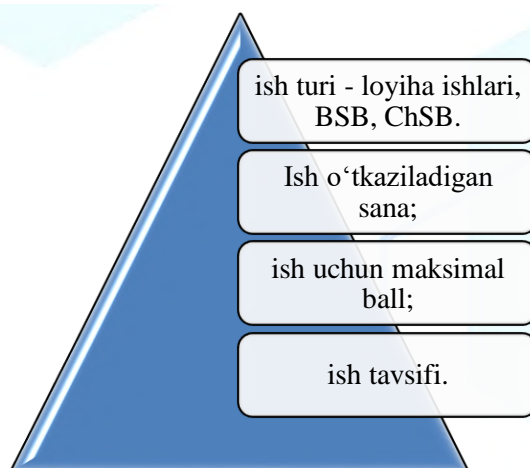 ish turi - loyiha ishlari,
BSB, ChSB.
Ish o‘tkaziladigan
sana;
ish uchun maksimal
ball;
ish tavsifi.